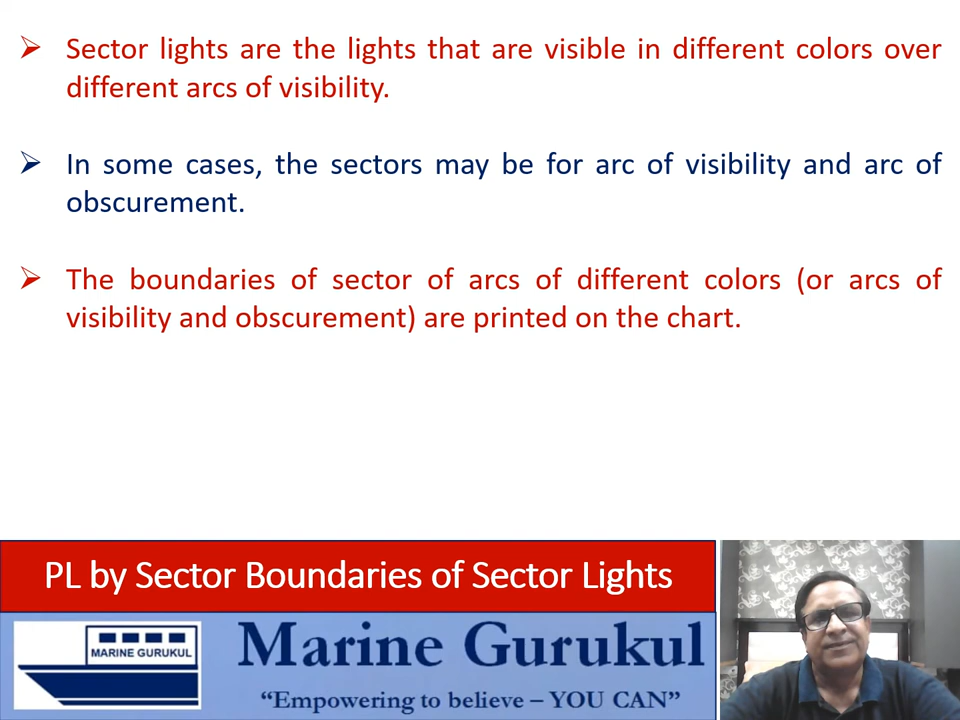 Sector lights are the lights that are visible in different colors over
different arcs of visibility.
In some cases, the sectors may be for arc of visibility and arc of
obscurement.
The boundaries of sector of arcs of different colors (or arcs of
visibility and obscurement) are printed on the chart.
PL by Sector Boundaries of Sector Lights
MARINE GURUKUL
Marine Gurukul
“Empowering to believe – YOU CAN”